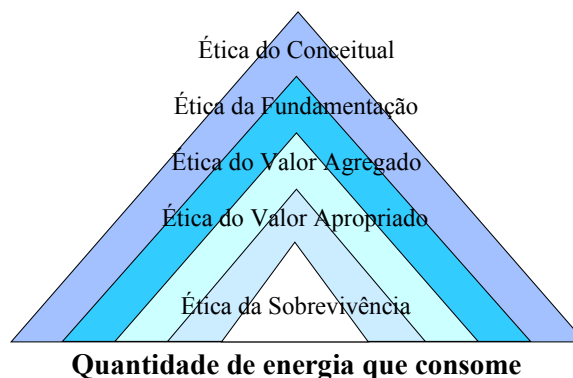 Ética do Conceitual
Ética da Fundamentação
Ética do Valor Agregado
Ética do Valor Apropriado
Ética da Sobrevivência
Quantidade de energia que consome